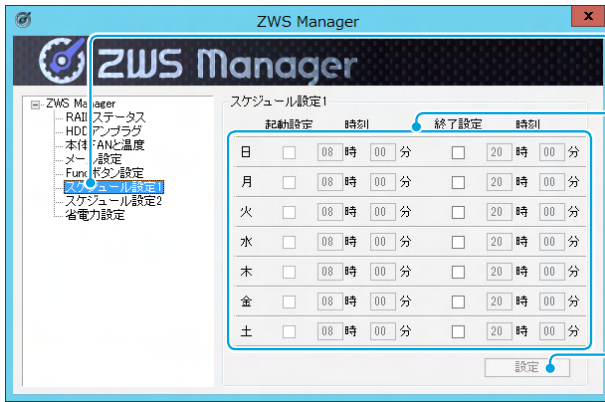 ZWS Manager
x
ZWS Manager
ZWS Manager
RAIDステータス
HDDアンプラグ
本体FANと温度
メール設定
Funcボタン設定
スケジュール設定1
スケジュール設定2
省電力設定
スケジュール設定1
起動設定 時刻 終了設定 時刻
日 08 時 00 分 20 時 00 分
月 08 時 00 分 20 時 00 分
火 08 時 00 分 20 時 00 分
水 08 時 00 分 20 時 00 分
木 08 時 00 分 20 時 00 分
金 08 時 00 分 20 時 00 分
土 08 時 00 分 20 時 00 分
設定